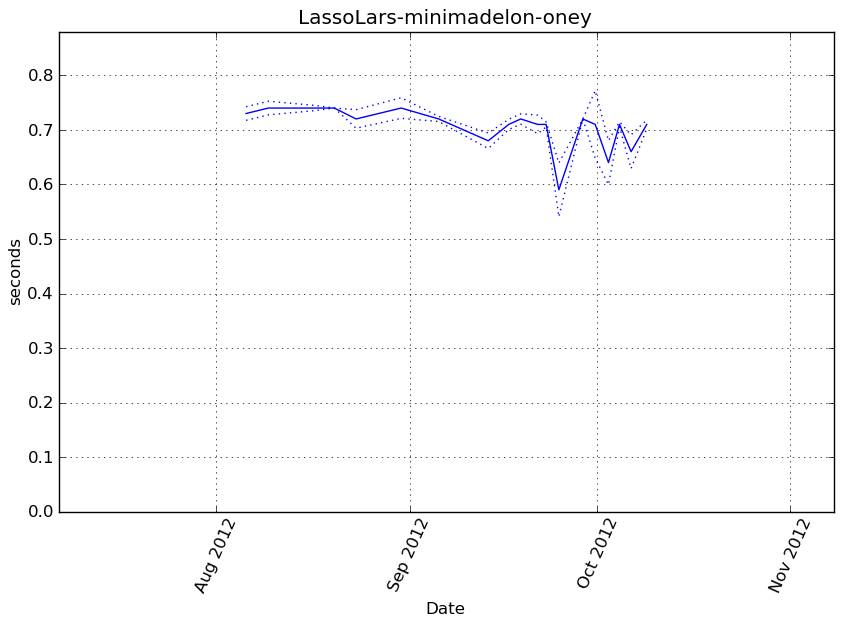 LassoLars-minimadelon-oney
0.8
0.7
0.6
0.5
0.4
0.3
0.2
0.1
0.0
seconds
Aug 2012
Sep 2012
Oct 2012
Nov 2012
Date